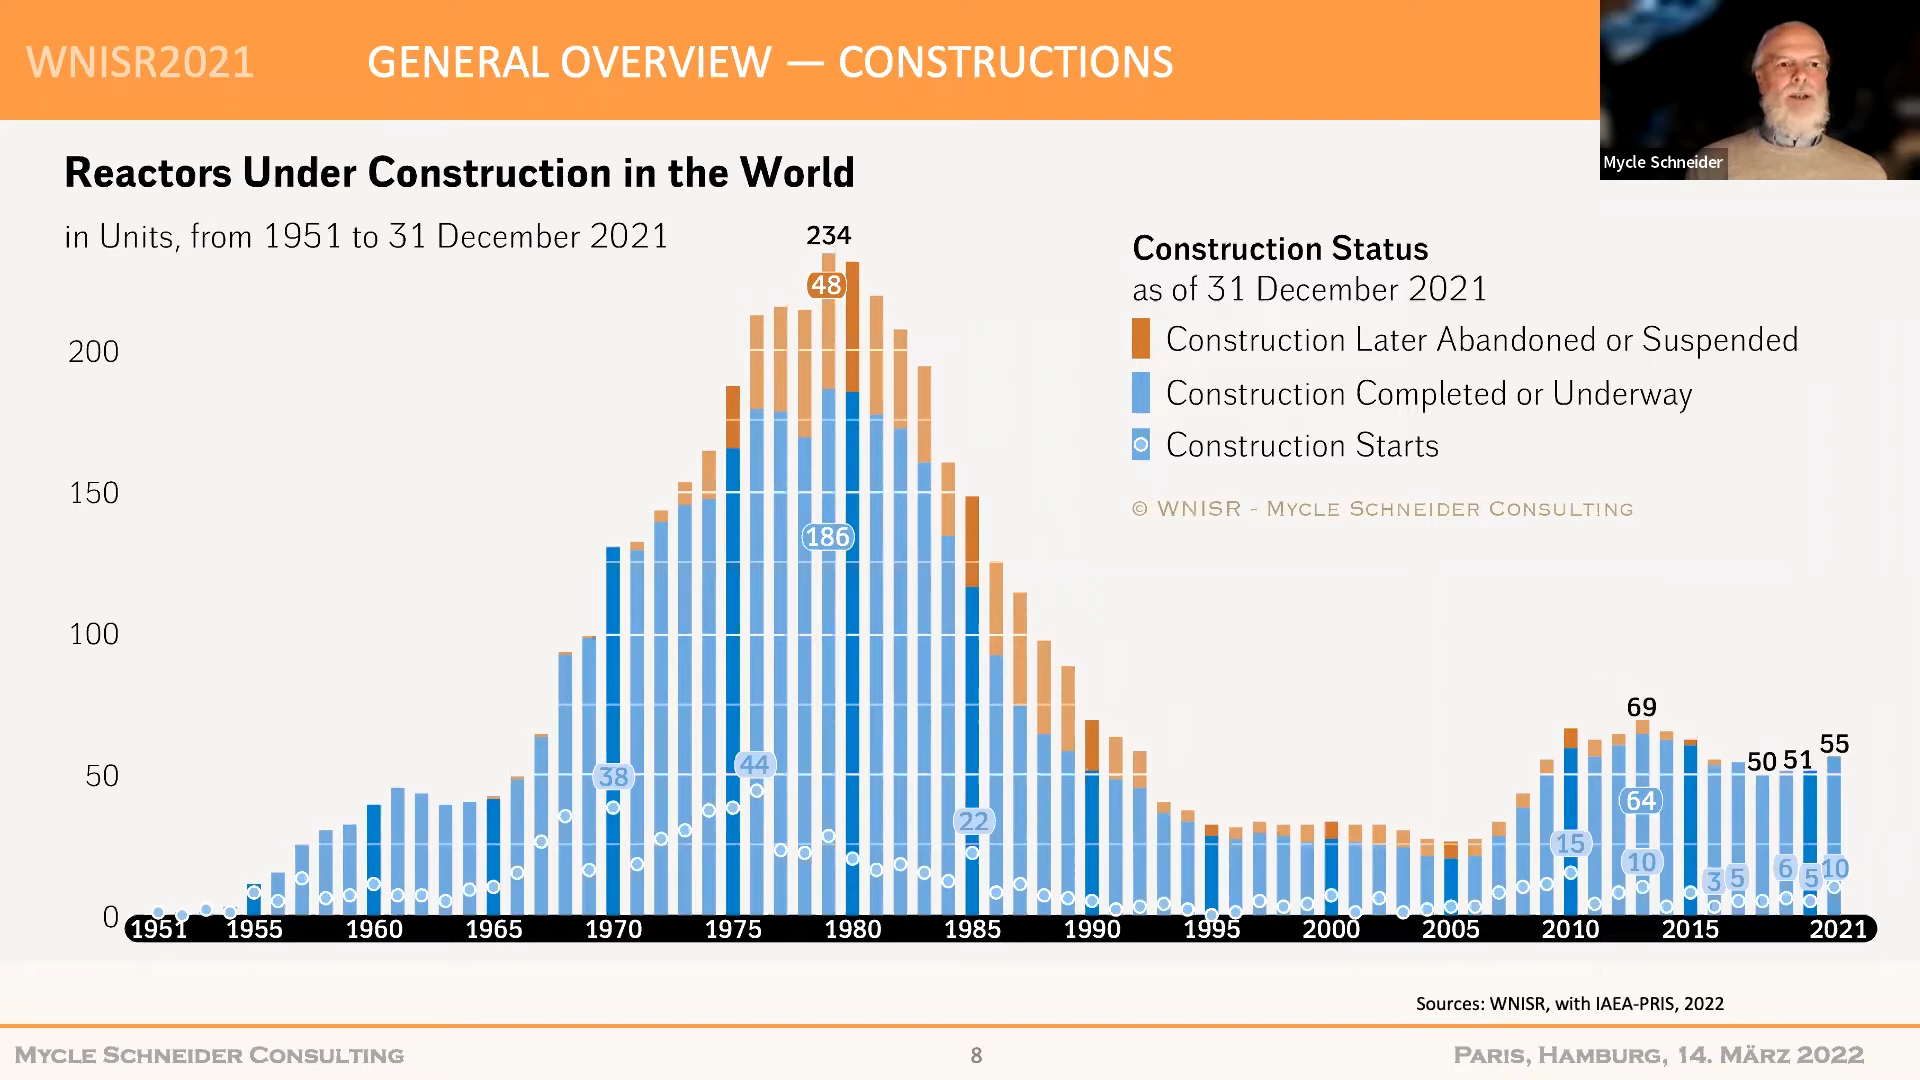 WNISR2021
GENERAL OVERVIEW — CONSTRUCTIONS
Mycle Schneider
Reactors Under Construction in the World
in Units, from 1951 to 31 December 2021
Construction Status
as of 31 December 2021
Construction Later Abandoned or Suspended
Construction Completed or Underway
Construction Starts
© WNISR - MYCLE SCHNEIDER CONSULTING
234
48
186
200
150
100
50
0
38
44
22
69
64
15
10
3
5
50
51
55
6
5
10
1951 1955 1960 1965 1970 1975 1980 1985 1990 1995 2000 2005 2010 2015 2021
Sources: WNISR, with IAEA-PRIS, 2022
MYCLE SCHNEIDER CONSULTING
8
PARIS, HAMBURG, 14. MÄRZ 2022